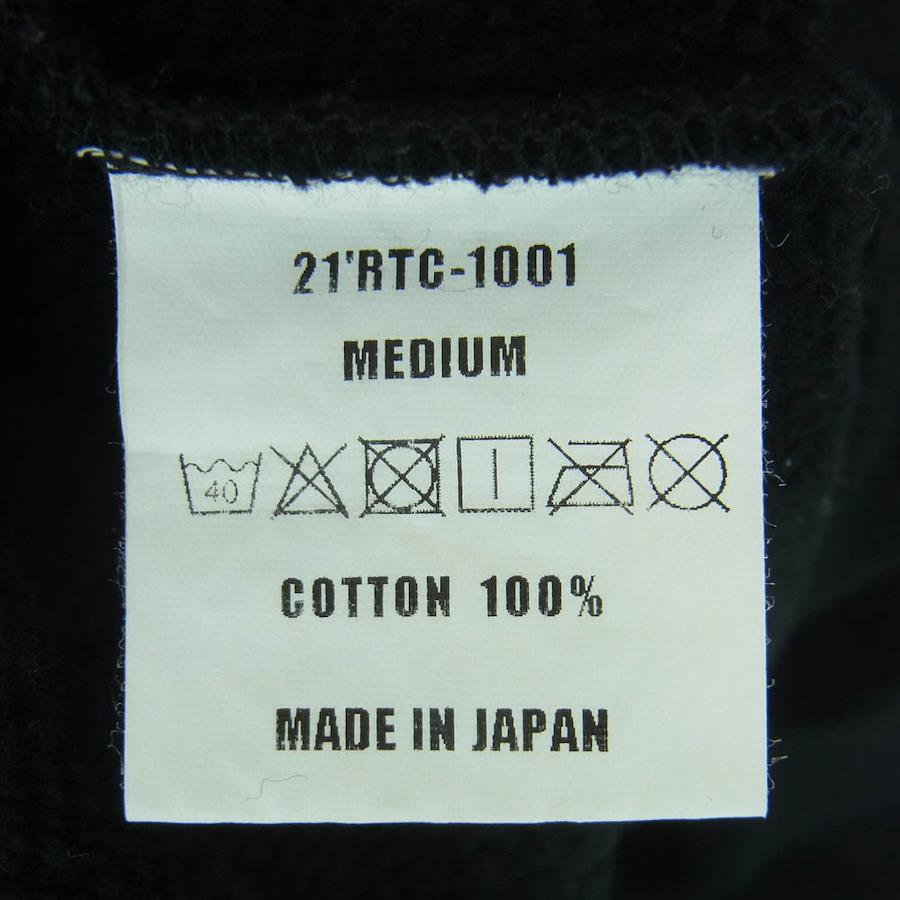 21'RTC-1001
MEDIUM
40
COTTON 100%
MADE IN JAPAN